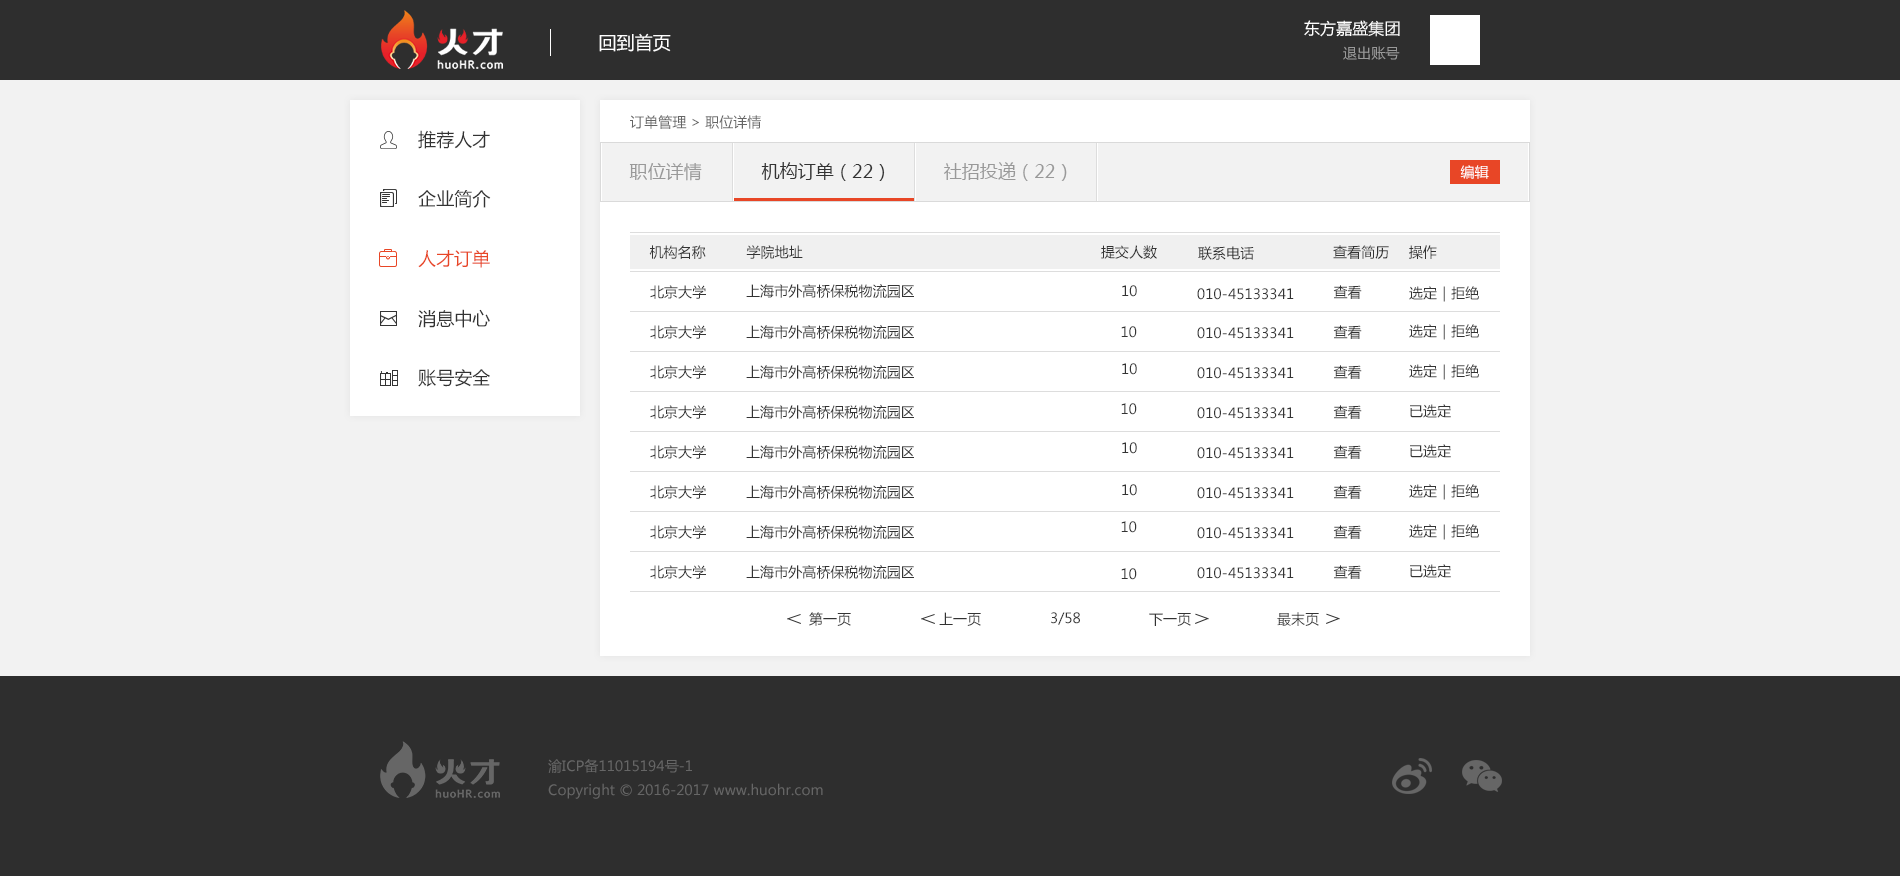 火才
huoHR.com
回到首页
东方嘉盛集团
退出账号
推荐人才
企业简介
人才订单
消息中心
账号安全
订单管理 > 职位详情
职位详情 机构订单（22） 社招投递（22） 编辑
机构名称 学院地址 提交人数 联系电话 查看简历 操作
北京大学 上海市外高桥保税物流园区 10 010-45133341 查看 选定 | 拒绝
北京大学 上海市外高桥保税物流园区 10 010-45133341 查看 选定 | 拒绝
北京大学 上海市外高桥保税物流园区 10 010-45133341 查看 选定 | 拒绝
北京大学 上海市外高桥保税物流园区 10 010-45133341 查看 已选定
北京大学 上海市外高桥保税物流园区 10 010-45133341 查看 已选定
北京大学 上海市外高桥保税物流园区 10 010-45133341 查看 选定 | 拒绝
北京大学 上海市外高桥保税物流园区 10 010-45133341 查看 选定 | 拒绝
北京大学 上海市外高桥保税物流园区 10 010-45133341 查看 已选定
< 第一页 < 上一页 3/58 下一页 > 最末页 >
火才
huoHR.com
渝ICP备11015194号-1
Copyright © 2016-2017 www.huohr.com